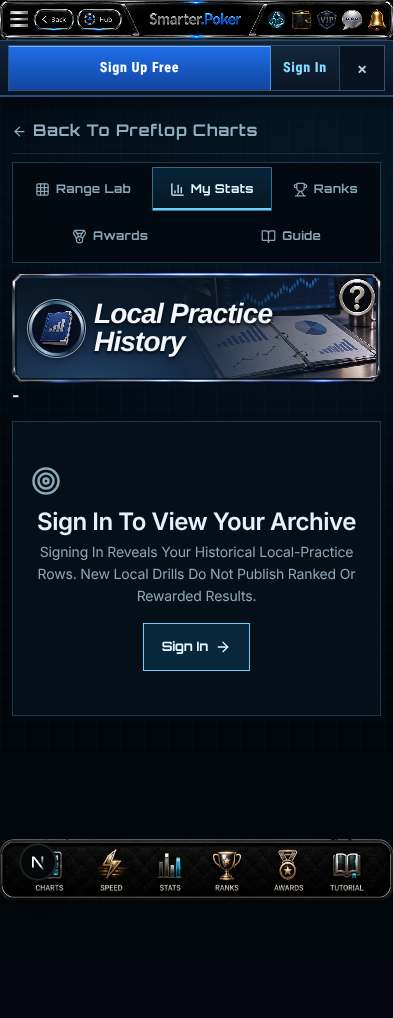 Back
Hub
Smarter.Poker
VIP
Sign Up Free
Sign In
×
← Back To Preflop Charts
Range Lab
My Stats
Ranks
Awards
Guide
Local Practice
History
?
-
Sign In To View Your Archive
Signing In Reveals Your Historical Local-Practice
Rows. New Local Drills Do Not Publish Ranked Or
Rewarded Results.
Sign In →
N
CHARTS
SPEED
STATS
RANKS
AWARDS
TUTORIAL